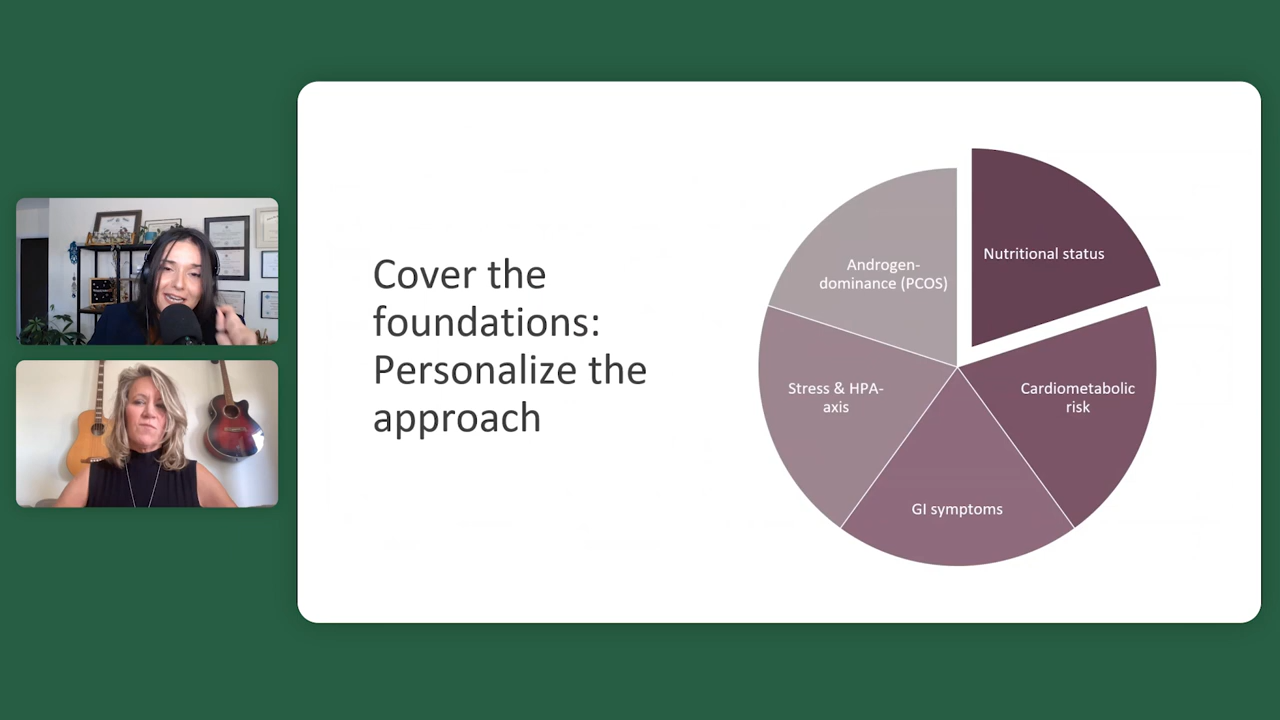 Cover the
foundations:
Personalize the
approach
Nutritional status
Androgen-
dominance (PCOS)
Cardiometabolic
risk
Stress & HPA-
axis
GI symptoms